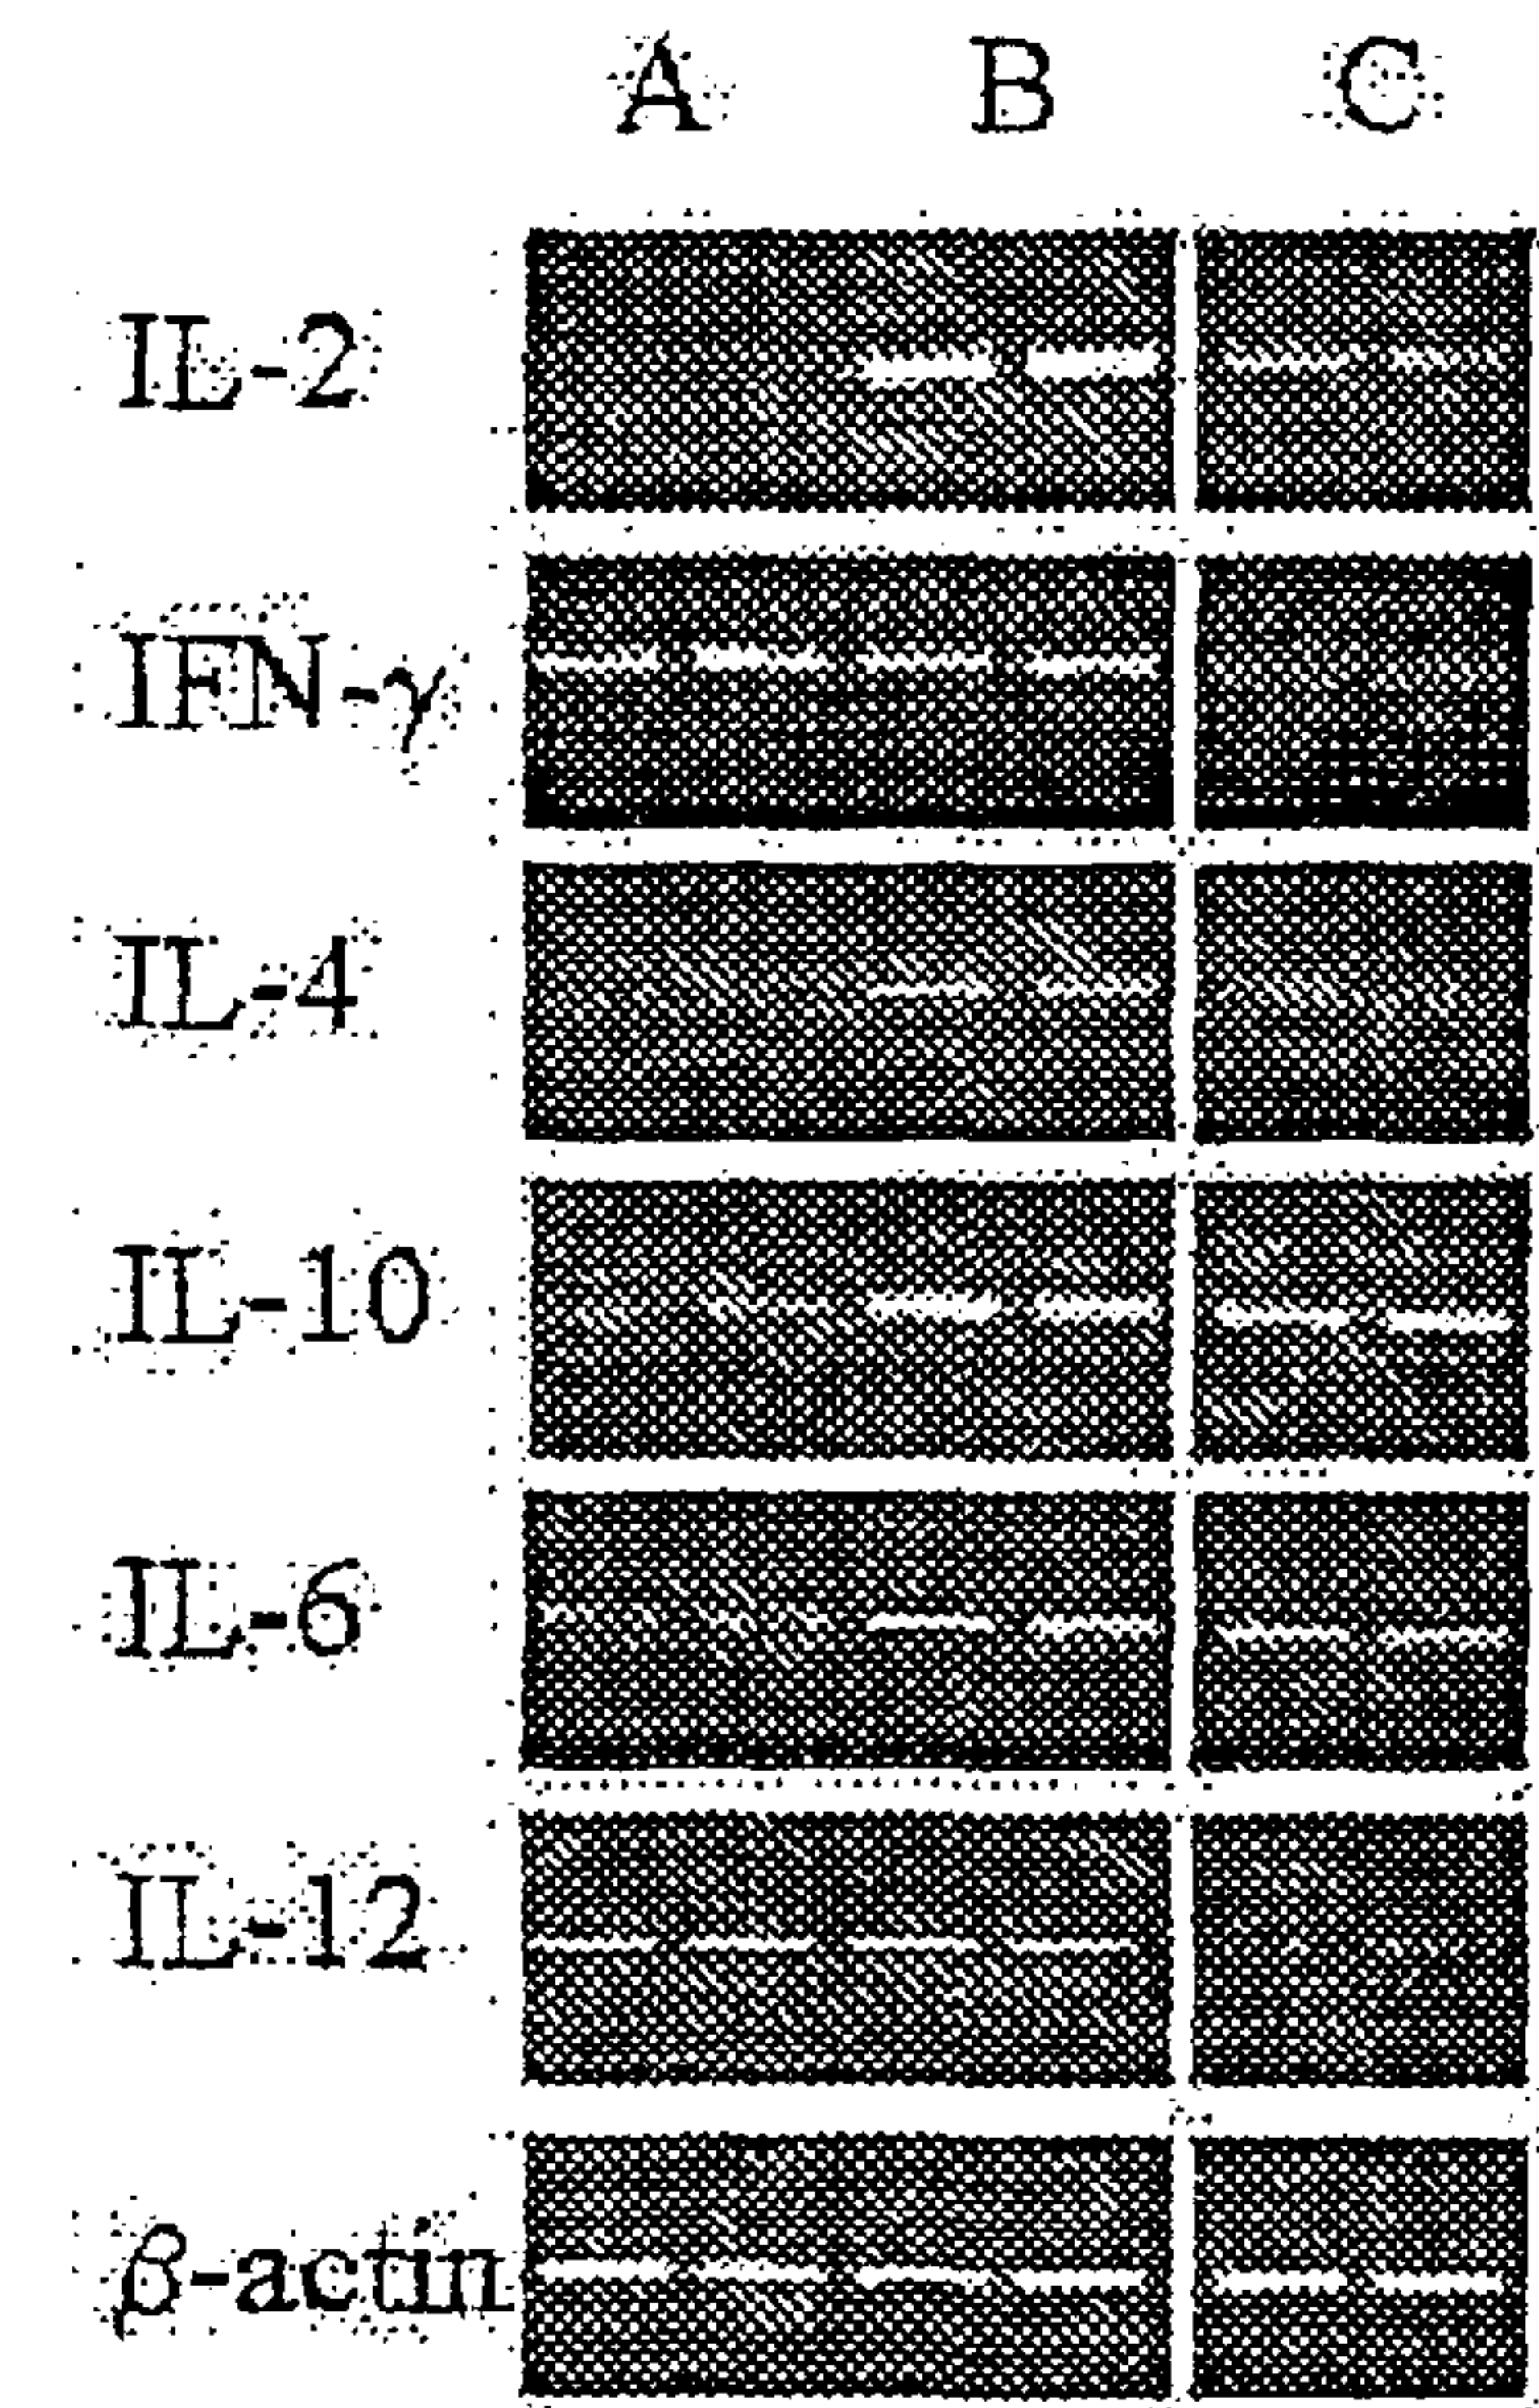 A B C
IL-2
IFN-γ
IL-4
IL-10
IL-6
IL-12
β-actin